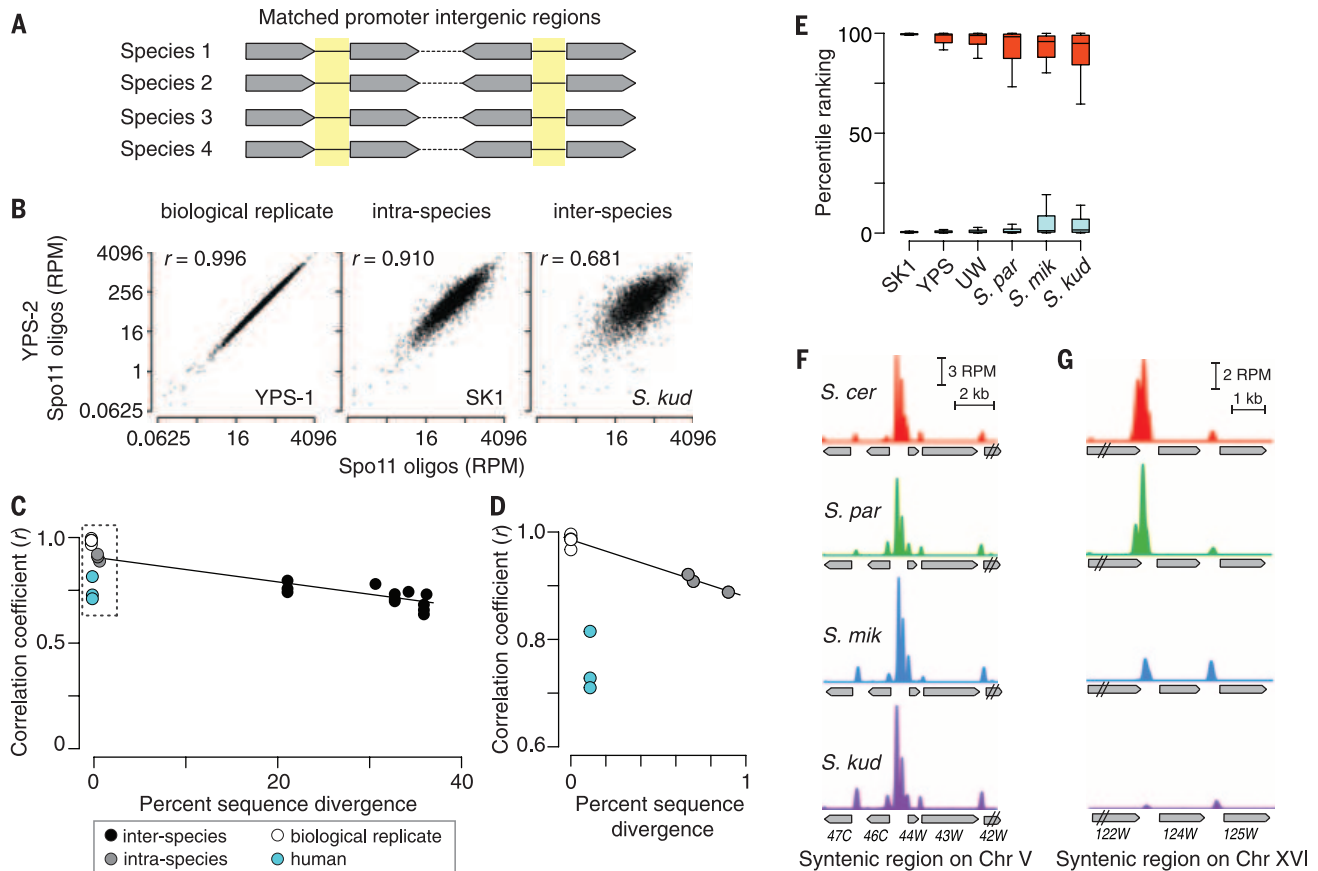 A
Matched promoter intergenic regions
Species 1
Species 2
Species 3
Species 4
B
biological replicate
intra-species
inter-species
YPS-2
Spo11 oligos (RPM)
4096
256
16
1
0.0625
r = 0.996
r = 0.910
r = 0.681
YPS-1
SK1
S. kud
0.0625
16
4096
16
4096
16
4096
Spo11 oligos (RPM)
C
Correlation coefficient (r)
1.0
0.5
0
0
20
40
Percent sequence divergence
inter-species
biological replicate
intra-species
human
D
Correlation coefficient (r)
1.0
0.8
0.6
0
1
Percent sequence
divergence
E
Percentile ranking
100
50
0
SK1
YPS
UW
S. par
S. mik
S. kud
F
S. cer
3 RPM
2 kb
S. par
S. mik
S. kud
47C
46C
44W
43W
42W
Syntenic region on Chr V
G
2 RPM
1 kb
122W
124W
125W
Syntenic region on Chr XVI